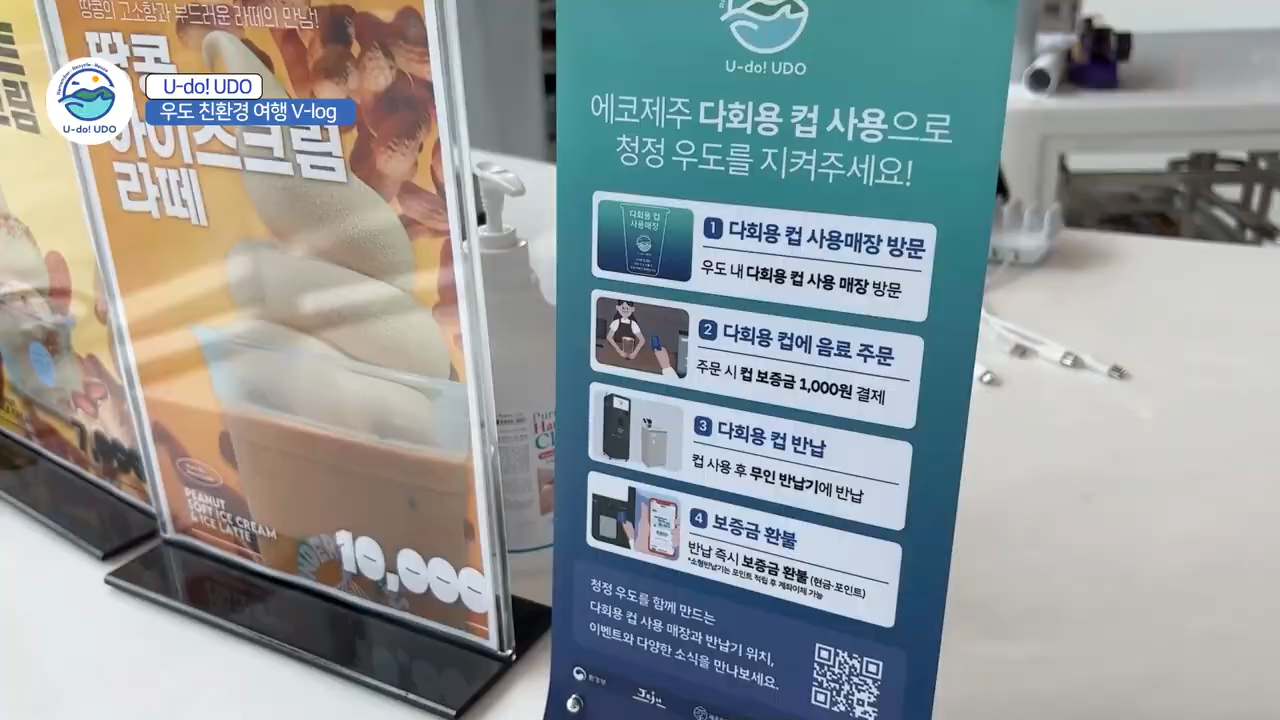 U-do! UDO
우도 친환경 여행 V-log
U-do! UDO
땅콩의 고소함과 부드러운 라떼의 만남!
땅콩
아이스크림
라떼
PEANUT
SOFT ICE CREAM
& ICE LATTE
10,000
U-do! UDO
에코제주 다회용 컵 사용으로
청정 우도를 지켜주세요!
다회용 컵
사용매장
1 다회용 컵 사용매장 방문
우도 내 다회용 컵 사용 매장 방문
2 다회용 컵에 음료 주문
주문 시 컵 보증금 1,000원 결제
3 다회용 컵 반납
컵 사용 후 무인 반납기에 반납
4 보증금 환불
반납 즉시 보증금 환불 (현금·포인트)
*소형반납기는 포인트 적립 후 계좌이체 가능
청정 우도를 함께 만드는
다회용 컵 사용 매장과 반납기 위치,
이벤트와 다양한 소식을 만나보세요.
환경부
Jeju